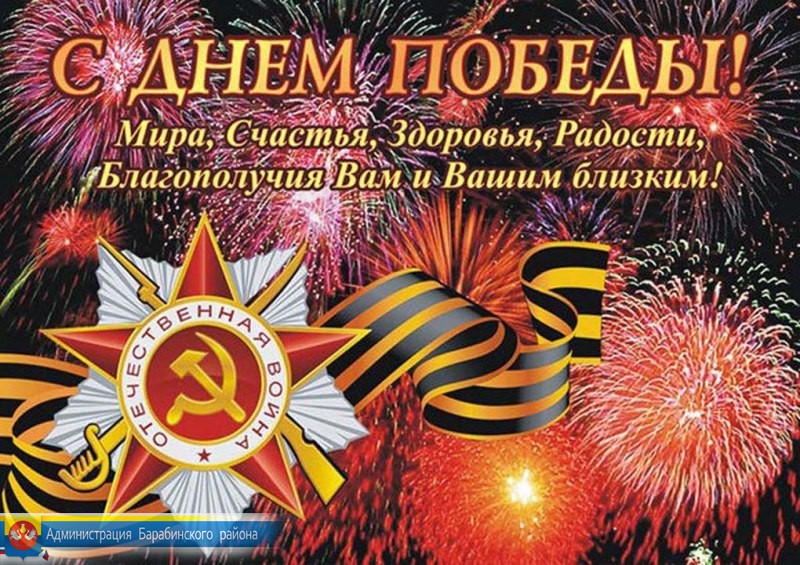 С ДНЕМ ПОБЕДЫ!
Мира, Счастья, Здоровья, Радости,
Благополучия Вам и Вашим близким!
ОТЕЧЕСТВЕННАЯ ВОЙНА
Администрация Барабинского района